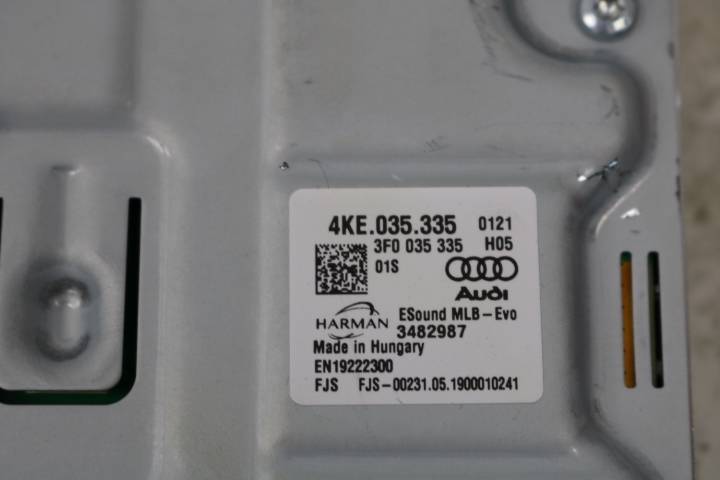 4KE.035.335 0121
3F0 035 335 H05
01S
Audi
HARMAN
ESound MLB-Evo
3482987
Made in Hungary
EN19222300
FJS FJS-00231.05.1900010241